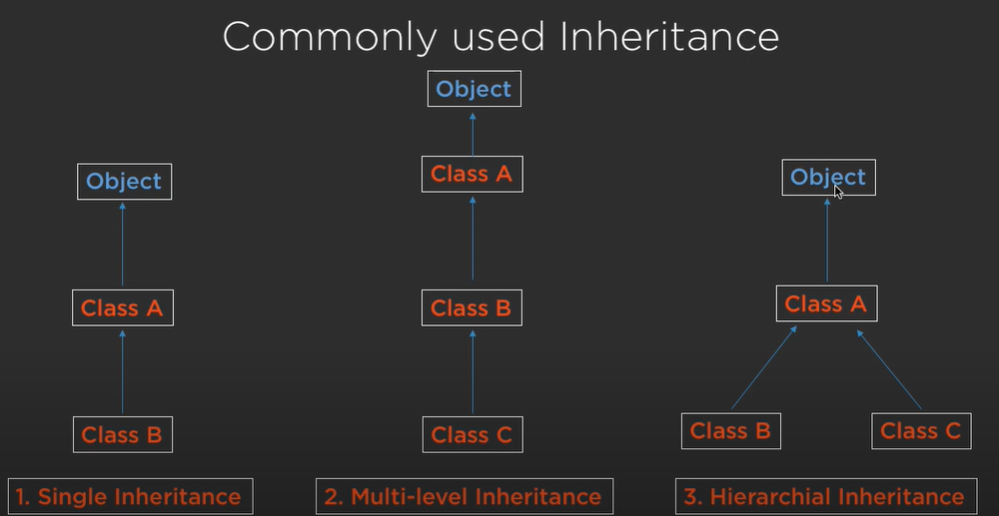 Commonly used Inheritance
Object
Class A
Class B
1. Single Inheritance
Object
Class A
Class B
Class C
2. Multi-level Inheritance
Object
Class A
Class B
Class C
3. Hierarchial Inheritance